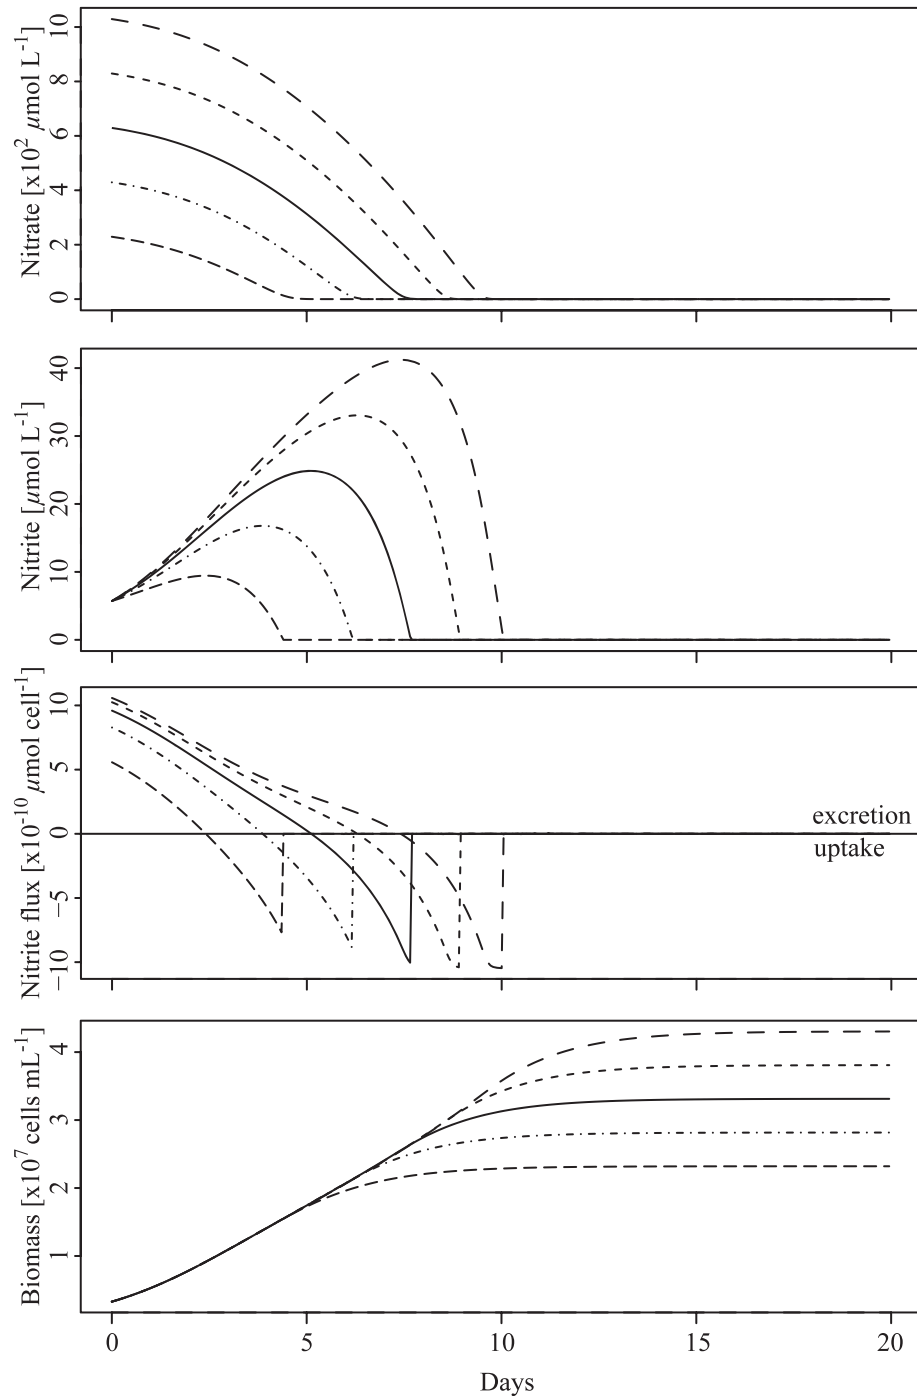 Nitrate [x10² μmol L⁻¹]
10
8
6
4
2
0
Nitrite [μmol L⁻¹]
40
30
20
10
0
Nitrite flux [x10⁻¹⁰ μmol cell⁻¹]
10
5
0
−5
−10
excretion
uptake
Biomass [x10⁷ cells mL⁻¹]
4
3
2
1
0 5 10 15 20
Days